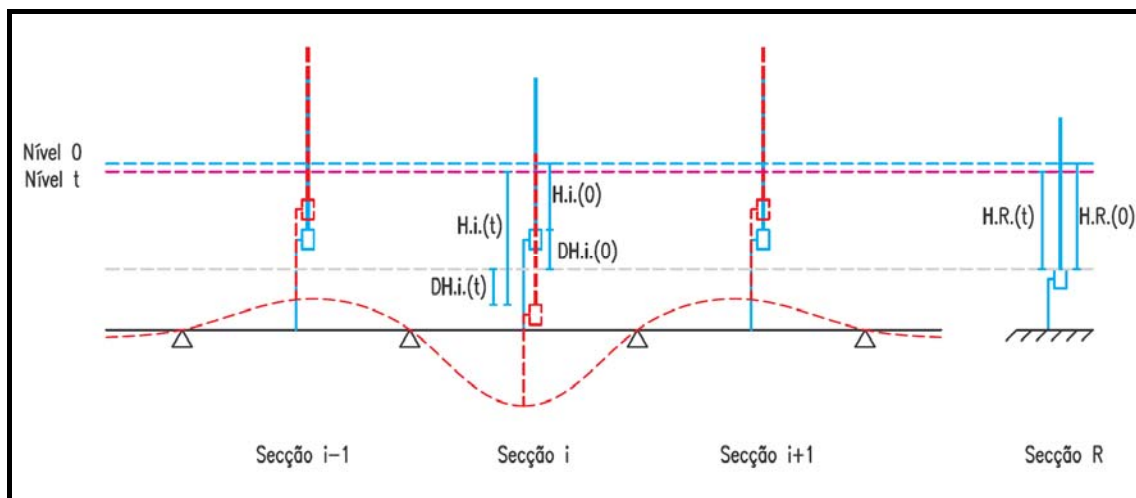 Nível 0
Nível t
H.i.(0)
H.i.(t)
DH.i.(0)
DH.i.(t)
H.R.(t)
H.R.(0)
Secção i-1
Secção i
Secção i+1
Secção R